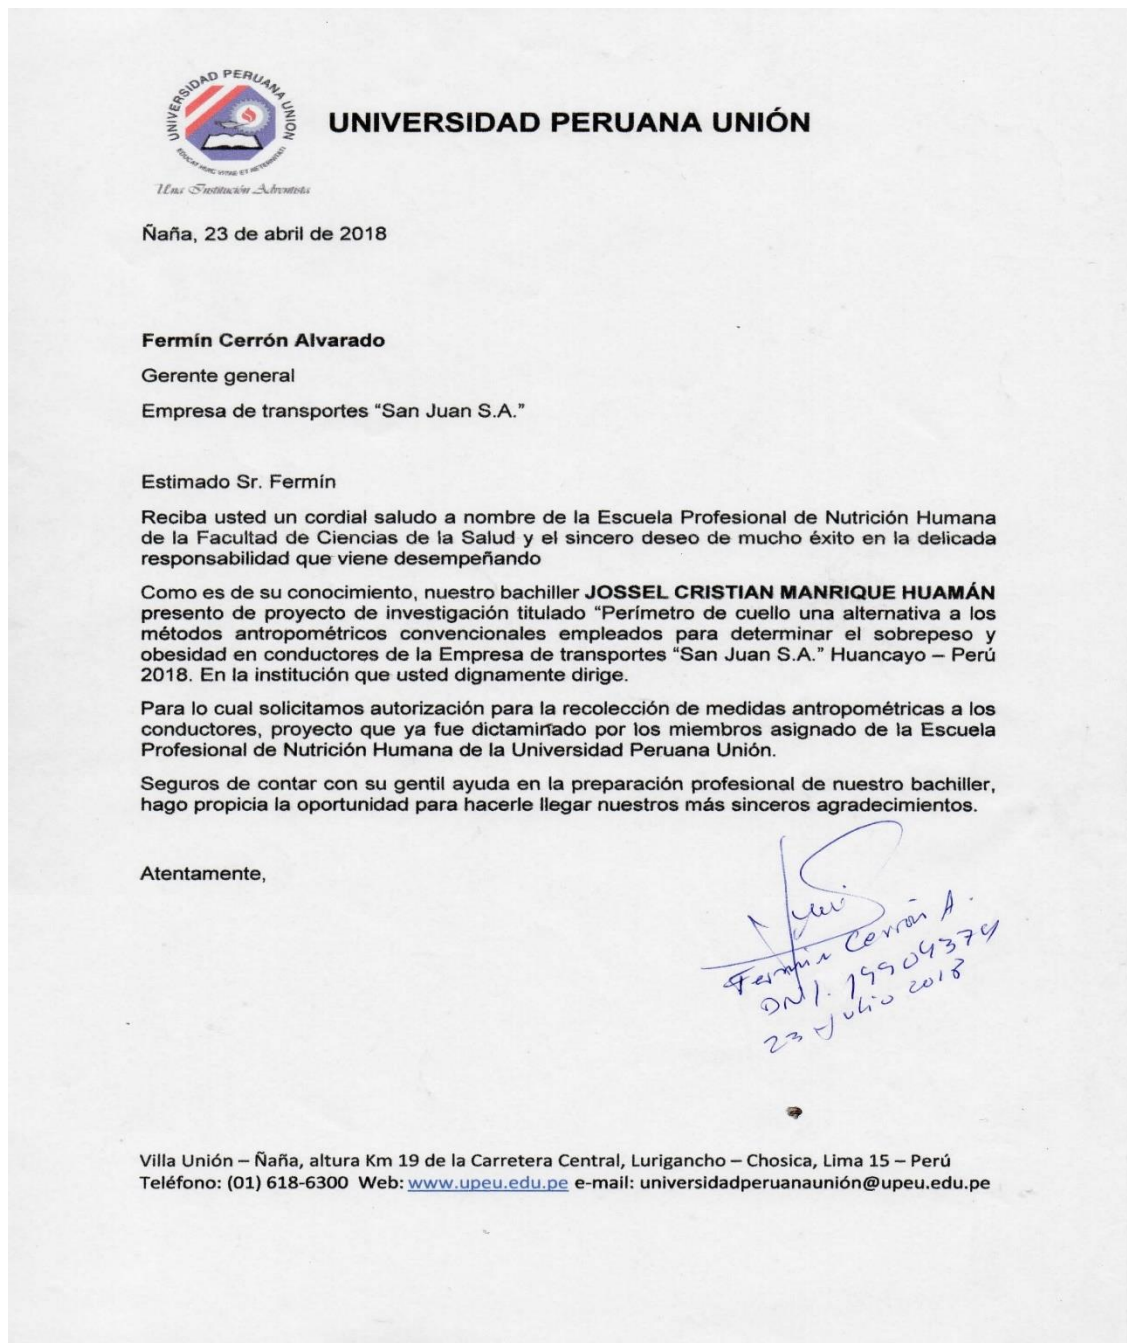 UNIVERSIDAD PERUANA UNIÓN
EDUCAT HUIC VITAE ET AETERNITATI
Una Institución Adventista
UNIVERSIDAD PERUANA UNIÓN
Ñaña, 23 de abril de 2018
Fermín Cerrón Alvarado
Gerente general
Empresa de transportes “San Juan S.A.”
Estimado Sr. Fermín
Reciba usted un cordial saludo a nombre de la Escuela Profesional de Nutrición Humana
de la Facultad de Ciencias de la Salud y el sincero deseo de mucho éxito en la delicada
responsabilidad que viene desempeñando
Como es de su conocimiento, nuestro bachiller JOSSEL CRISTIAN MANRIQUE HUAMÁN
presento de proyecto de investigación titulado “Perímetro de cuello una alternativa a los
métodos antropométricos convencionales empleados para determinar el sobrepeso y
obesidad en conductores de la Empresa de transportes “San Juan S.A.” Huancayo – Perú
2018. En la institución que usted dignamente dirige.
Para lo cual solicitamos autorización para la recolección de medidas antropométricas a los
conductores, proyecto que ya fue dictaminado por los miembros asignado de la Escuela
Profesional de Nutrición Humana de la Universidad Peruana Unión.
Seguros de contar con su gentil ayuda en la preparación profesional de nuestro bachiller,
hago propicia la oportunidad para hacerle llegar nuestros más sinceros agradecimientos.
Atentamente,
Fermin Cerrón A.
DNI. 19904374
23 Julio 2018
Villa Unión – Ñaña, altura Km 19 de la Carretera Central, Lurigancho – Chosica, Lima 15 – Perú
Teléfono: (01) 618-6300 Web: www.upeu.edu.pe e-mail: universidadperuanaunión@upeu.edu.pe